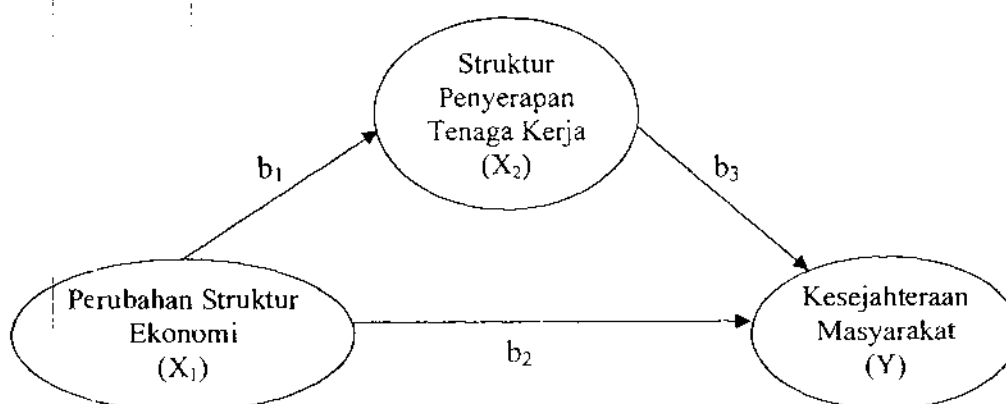 Struktur
Penyerapan
Tenaga Kerja
(X₂)
b₁
b₃
Perubahan Struktur
Ekonomi
(X₁)
b₂
Kesejahteraan
Masyarakat
(Y)